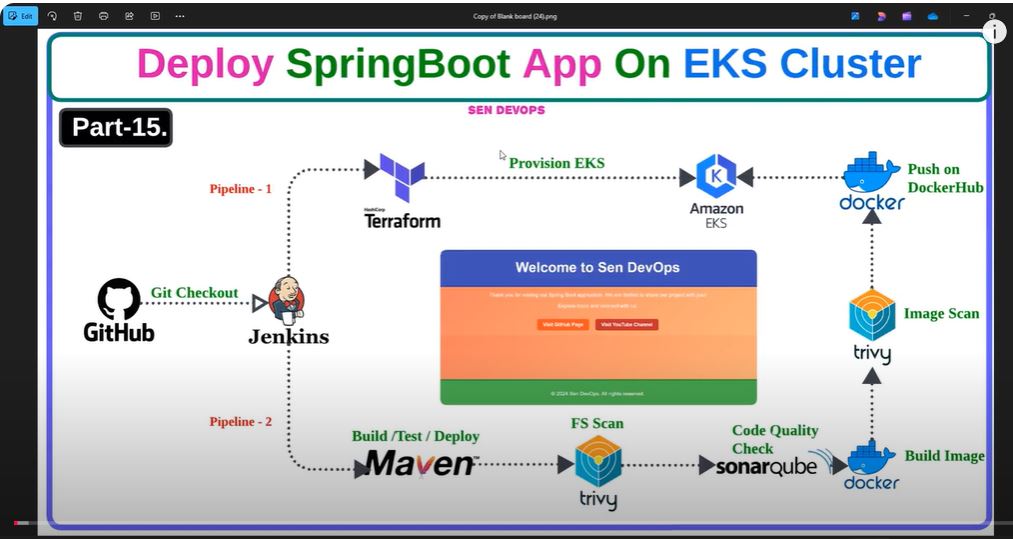 Edit
Copy of Blank board (24).png
Deploy SpringBoot App On EKS Cluster
SEN DEVOPS
Part-15.
Pipeline - 1
HashiCorp
Terraform
Provision EKS
Amazon
EKS
docker
Push on
DockerHub
GitHub
Git Checkout
Jenkins
Welcome to Sen DevOps
Thank you for visiting our Spring Boot application. We are thrilled to share our project with you!
Explore more and connect with us:
Visit GitHub Page
Visit YouTube Channel
© 2024 Sen DevOps. All rights reserved.
trivy
Image Scan
Pipeline - 2
Build /Test / Deploy
Maven™
FS Scan
trivy
Code Quality
Check
sonarqube
docker
Build Image